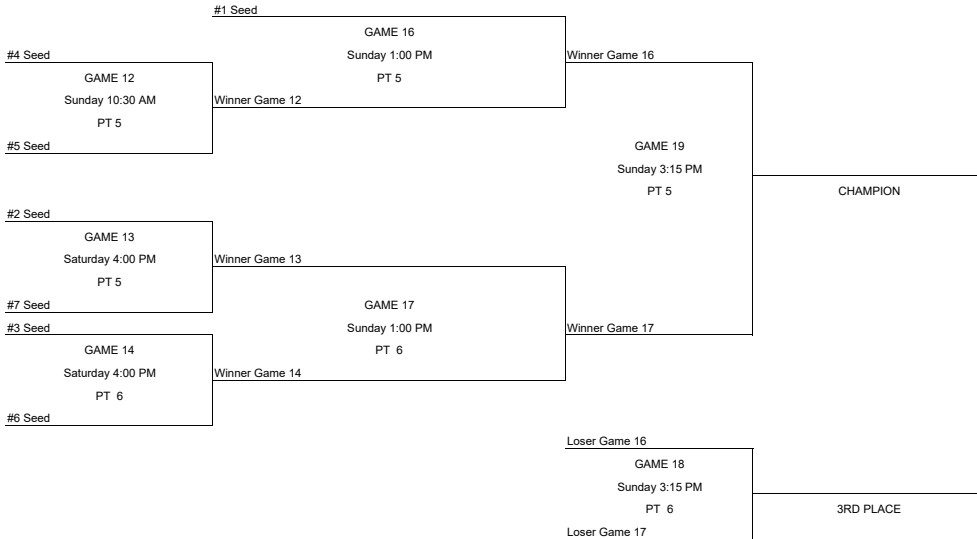 #1 Seed
GAME 16
Sunday 1:00 PM
PT 5
#4 Seed
GAME 12
Sunday 10:30 AM
PT 5
#5 Seed
Winner Game 12
Winner Game 16
GAME 19
Sunday 3:15 PM
PT 5
CHAMPION
#2 Seed
GAME 13
Saturday 4:00 PM
PT 5
#7 Seed
Winner Game 13
GAME 17
Sunday 1:00 PM
PT 6
Winner Game 17
#3 Seed
GAME 14
Saturday 4:00 PM
PT 6
#6 Seed
Winner Game 14
Loser Game 16
GAME 18
Sunday 3:15 PM
PT 6
Loser Game 17
3RD PLACE